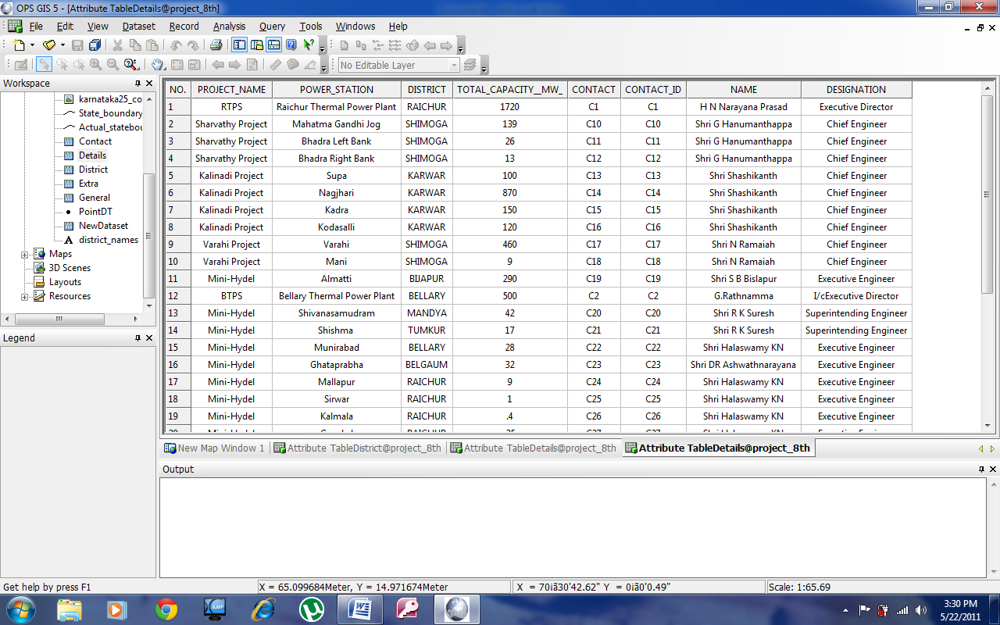 OPS GIS 5 - [Attribute TableDetails@project_8th]
File Edit View Dataset Record Analysis Query Tools Windows Help
No Editable Layer
Workspace
karnataka25_co
State_boundary
Actual_statebou
Contact
Details
District
Extra
General
PointDT
NewDataset
district_names
Maps
3D Scenes
Layouts
Resources
Legend
NO. PROJECT_NAME POWER_STATION DISTRICT TOTAL_CAPACITY__MW_ CONTACT CONTACT_ID NAME DESIGNATION
1 RTPS Raichur Thermal Power Plant RAICHUR 1720 C1 C1 H N Narayana Prasad Executive Director
2 Sharvathy Project Mahatma Gandhi Jog SHIMOGA 139 C10 C10 Shri G Hanumanthappa Chief Engineer
3 Sharvathy Project Bhadra Left Bank SHIMOGA 26 C11 C11 Shri G Hanumanthappa Chief Engineer
4 Sharvathy Project Bhadra Right Bank SHIMOGA 13 C12 C12 Shri G Hanumanthappa Chief Engineer
5 Kalinadi Project Supa KARWAR 100 C13 C13 Shri Shashikanth Chief Engineer
6 Kalinadi Project Nagjhari KARWAR 870 C14 C14 Shri Shashikanth Chief Engineer
7 Kalinadi Project Kadra KARWAR 150 C15 C15 Shri Shashikanth Chief Engineer
8 Kalinadi Project Kodasalli KARWAR 120 C16 C16 Shri Shashikanth Chief Engineer
9 Varahi Project Varahi SHIMOGA 460 C17 C17 Shri N Ramaiah Chief Engineer
10 Varahi Project Mani SHIMOGA 9 C18 C18 Shri N Ramaiah Chief Engineer
11 Mini-Hydel Almatti BIJAPUR 290 C19 C19 Shri S B Bislapur Executive Engineer
12 BTPS Bellary Thermal Power Plant BELLARY 500 C2 C2 G.Rathnamma I/cExecutive Director
13 Mini-Hydel Shivanasamudram MANDYA 42 C20 C20 Shri R K Suresh Superintending Engineer
14 Mini-Hydel Shishma TUMKUR 17 C21 C21 Shri R K Suresh Superintending Engineer
15 Mini-Hydel Munirabad BELLARY 28 C22 C22 Shri Halaswamy KN Executive Engineer
16 Mini-Hydel Ghataprabha BELGAUM 32 C23 C23 Shri DR Ashwathnarayana Executive Engineer
17 Mini-Hydel Mallapur RAICHUR 9 C24 C24 Shri Halaswamy KN Executive Engineer
18 Mini-Hydel Sirwar RAICHUR 1 C25 C25 Shri Halaswamy KN Executive Engineer
19 Mini-Hydel Kalmala RAICHUR .4 C26 C26 Shri Halaswamy KN Executive Engineer
New Map Window 1 Attribute TableDistrict@project_8th Attribute TableDetails@project_8th Attribute TableDetails@project_8th
Output
Get help by press F1 X = 65.099684Meter, Y = 14.971674Meter X = 70¡ã30'42.62" Y = 0¡ã0'0.49" Scale: 1:65.69
KMP
3:30 PM
5/22/2011